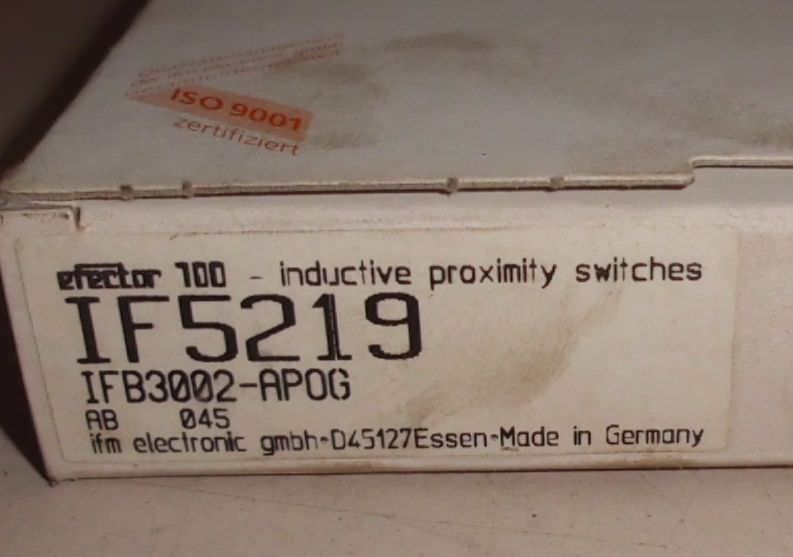 ISO 9001
zertifiziert
efector 100 - inductive proximity switches
IF5219
IFB3002-APOG
AB 045
ifm electronic gmbh·D45127Essen·Made in Germany